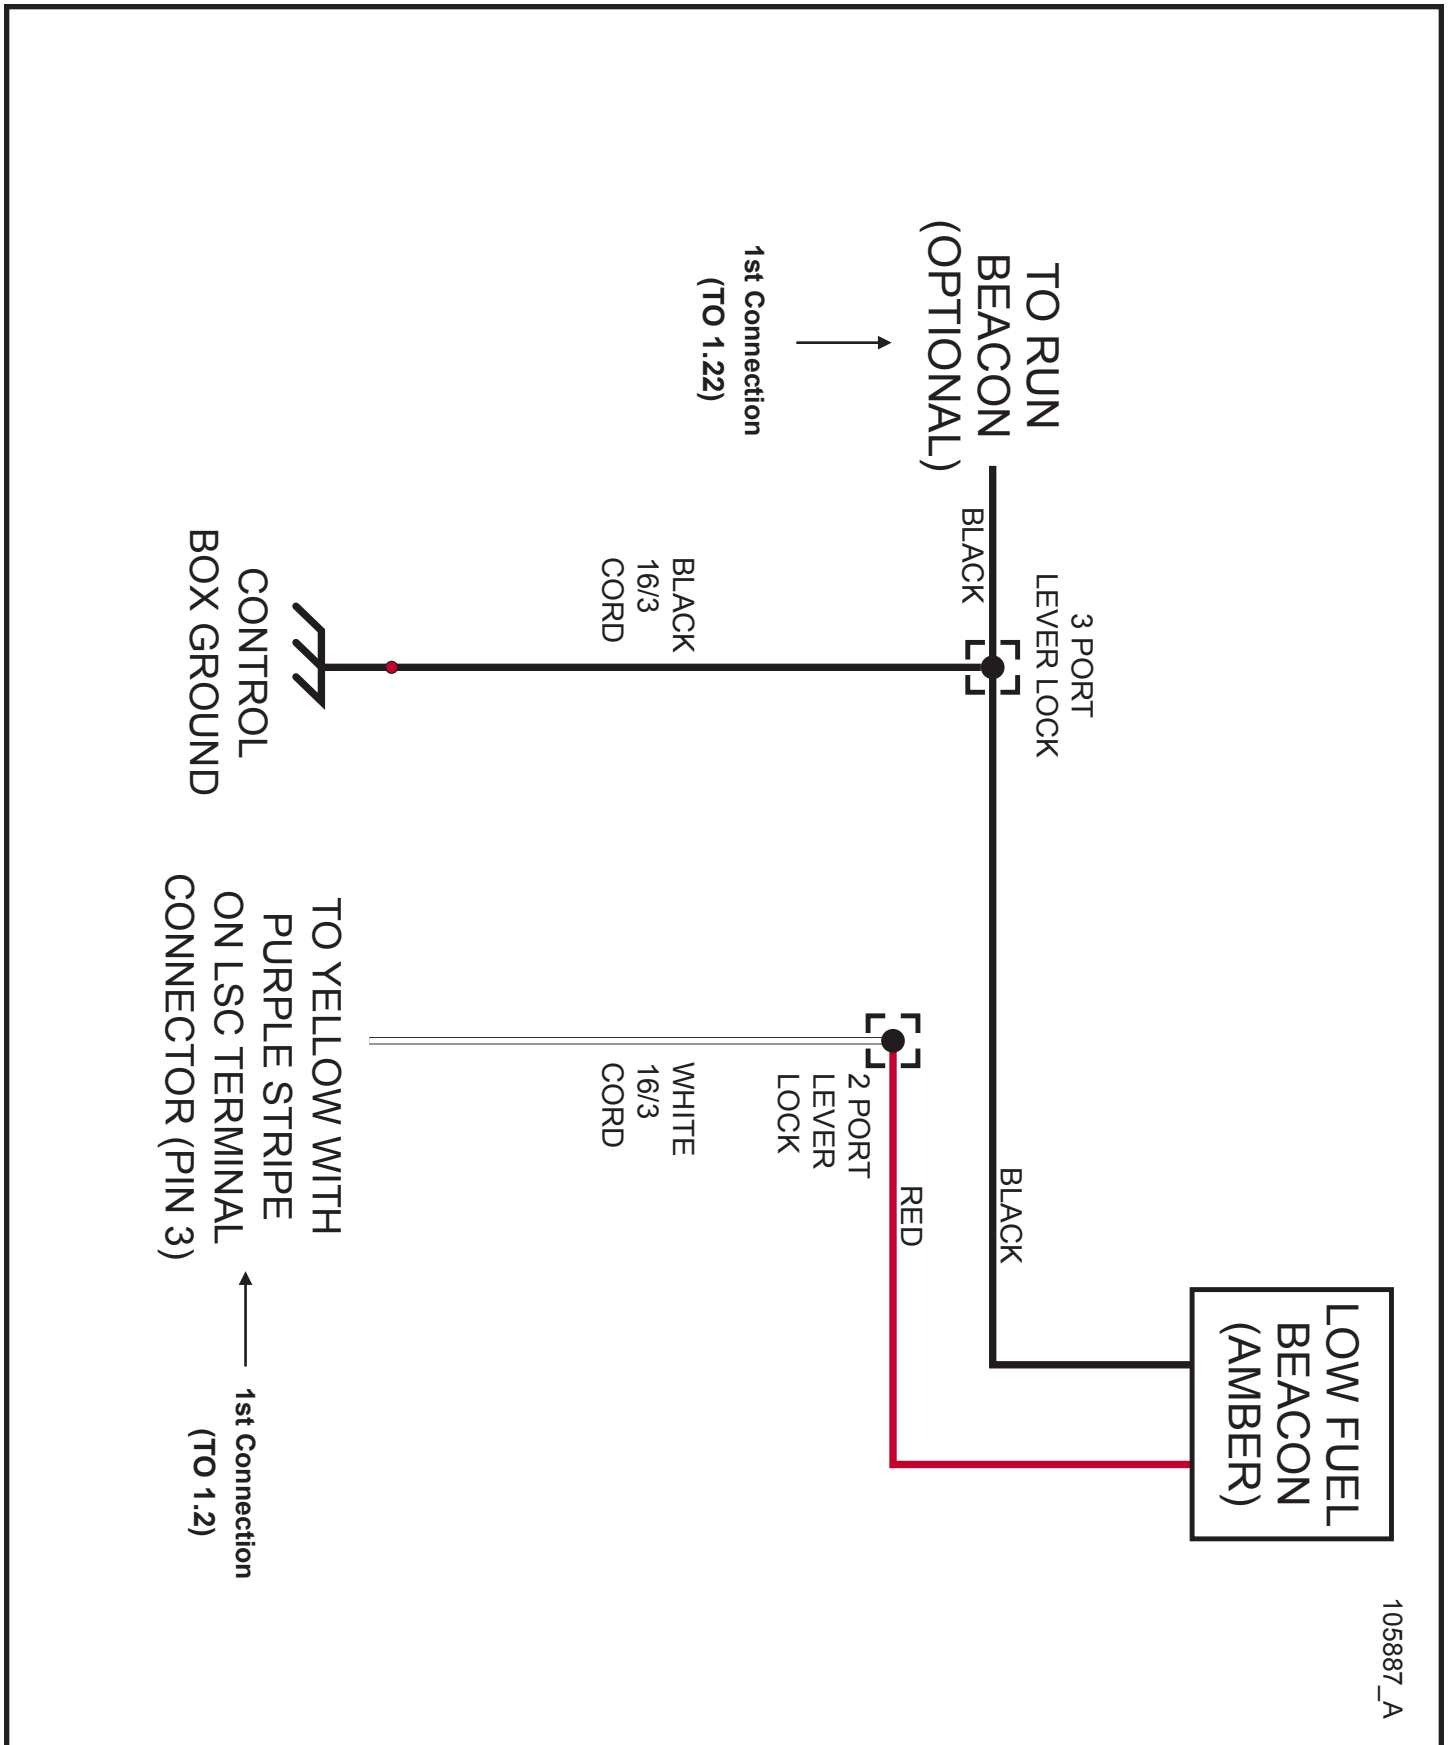 105887_A
LOW FUEL
BEACON
(AMBER)
TO RUN
BEACON
(OPTIONAL)
1st Connection
(TO 1.22)
3 PORT
LEVER LOCK
BLACK
BLACK
RED
2 PORT
LEVER
LOCK
BLACK
16/3
CORD
WHITE
16/3
CORD
CONTROL
BOX GROUND
TO YELLOW WITH
PURPLE STRIPE
ON LSC TERMINAL
CONNECTOR (PIN 3)
1st Connection
(TO 1.2)